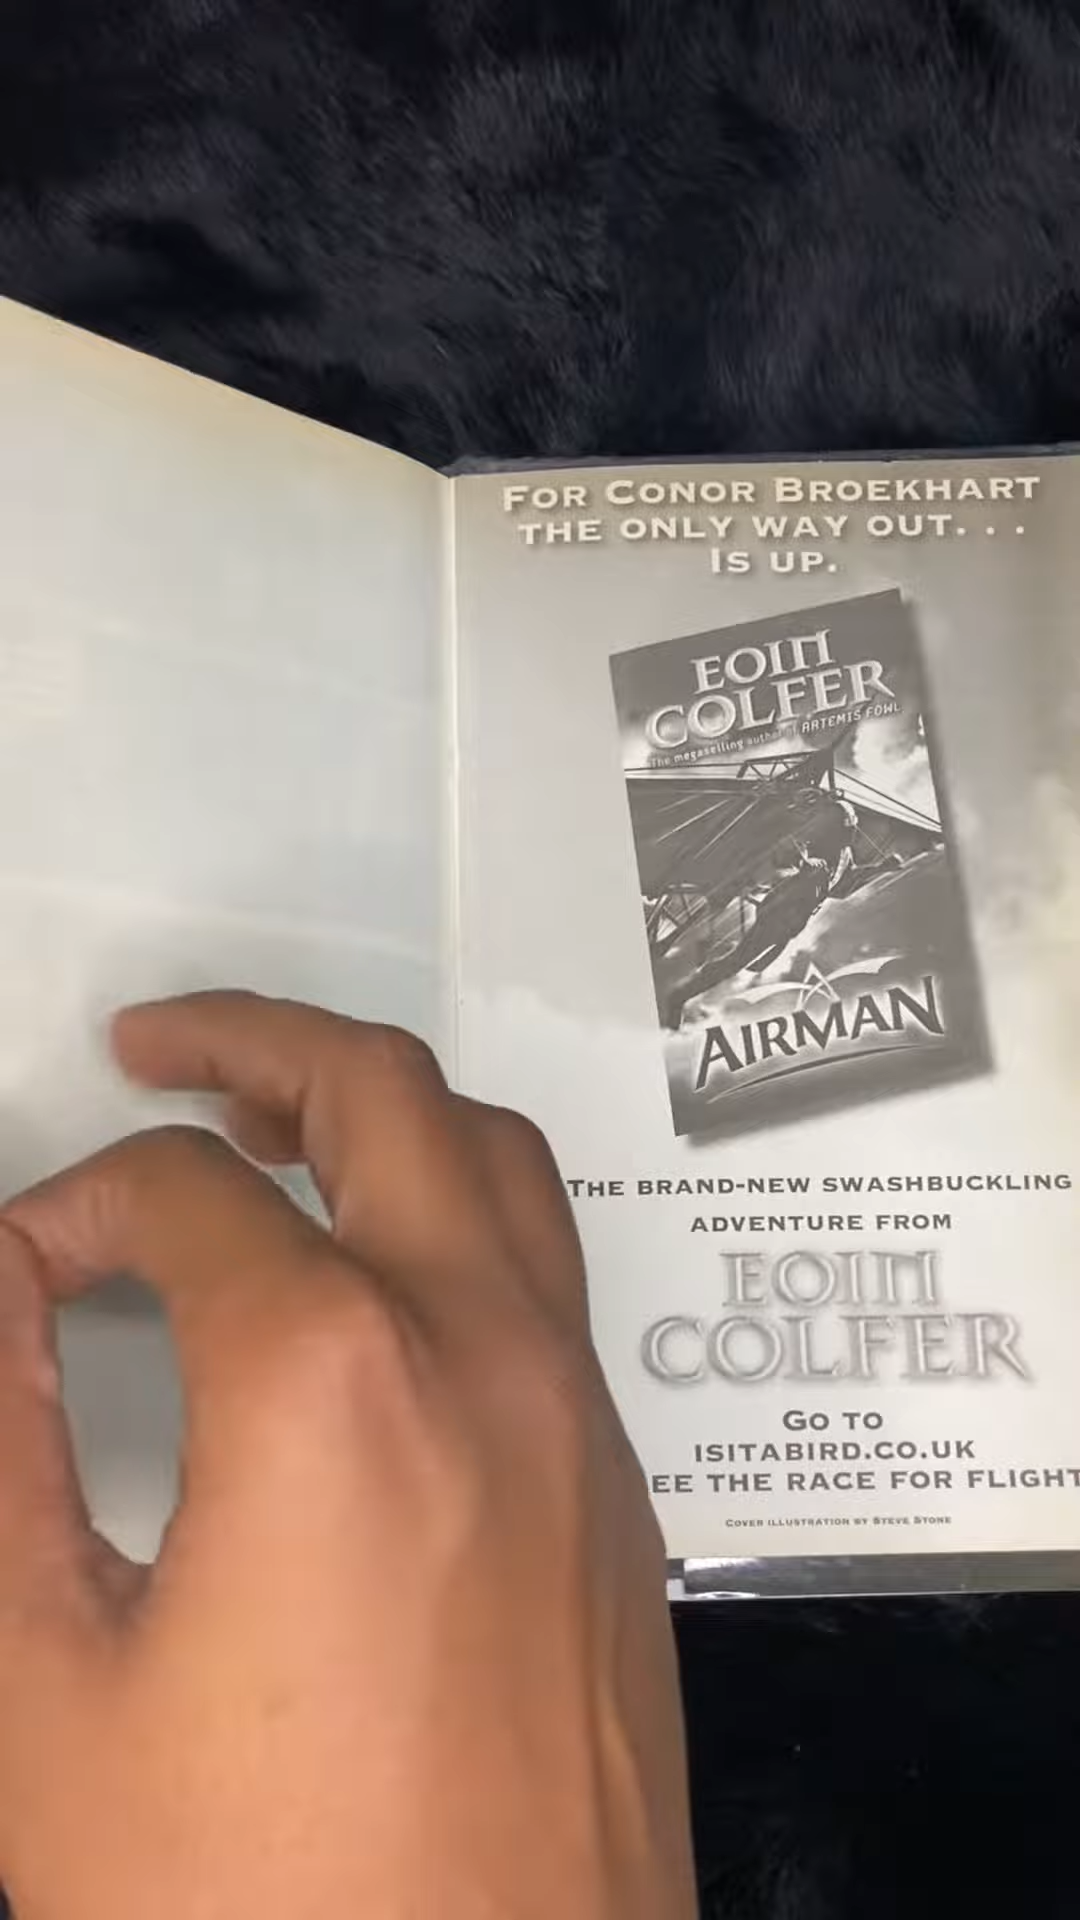 FOR CONOR BROEKHART
THE ONLY WAY OUT. . .
IS UP.
EOIN
COLFER
The megaselling author of ARTEMIS FOWL
AIRMAN
THE BRAND-NEW SWASHBUCKLING
ADVENTURE FROM
EOIN
COLFER
GO TO
ISITABIRD.CO.UK
EE THE RACE FOR FLIGHT
COVER ILLUSTRATION BY STEVE STONE